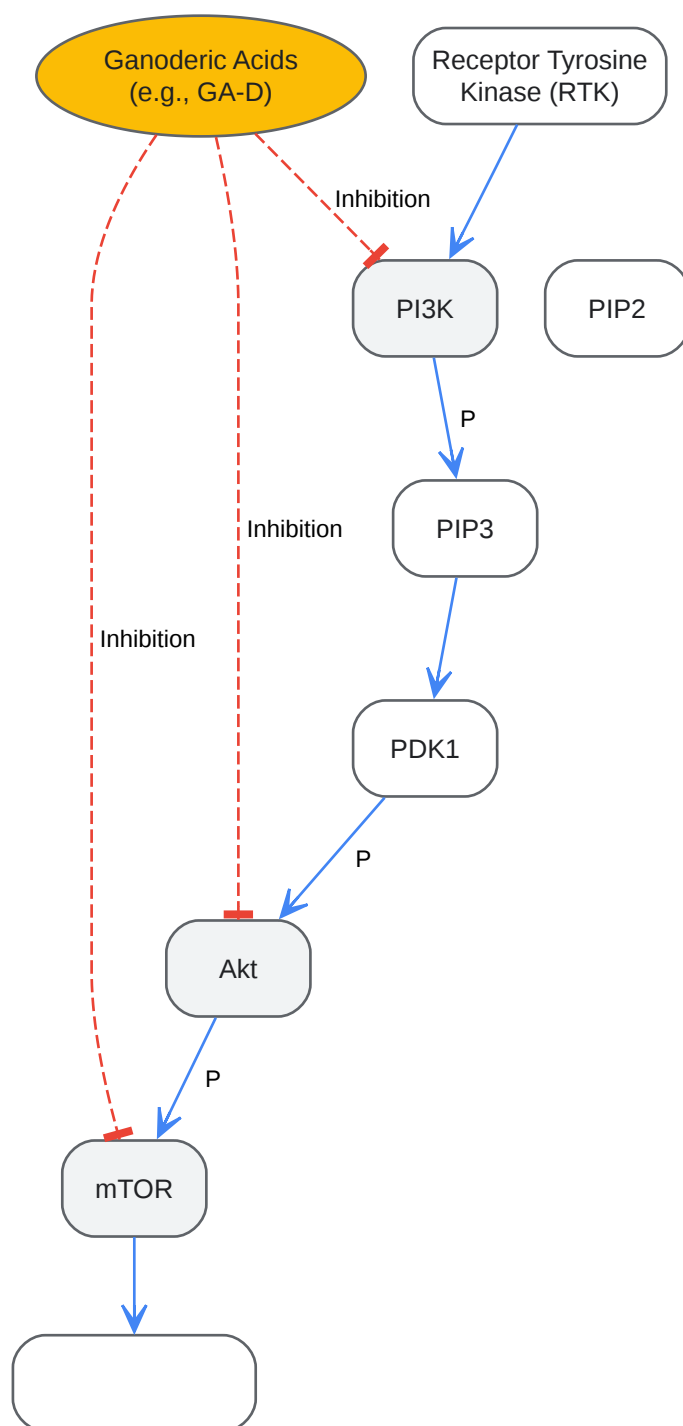 Ganoderic Acids
(e.g., GA-D)
Receptor Tyrosine
Kinase (RTK)
Inhibition
PI3K
PIP2
P
PIP3
Inhibition
Inhibition
PDK1
P
Akt
P
mTOR